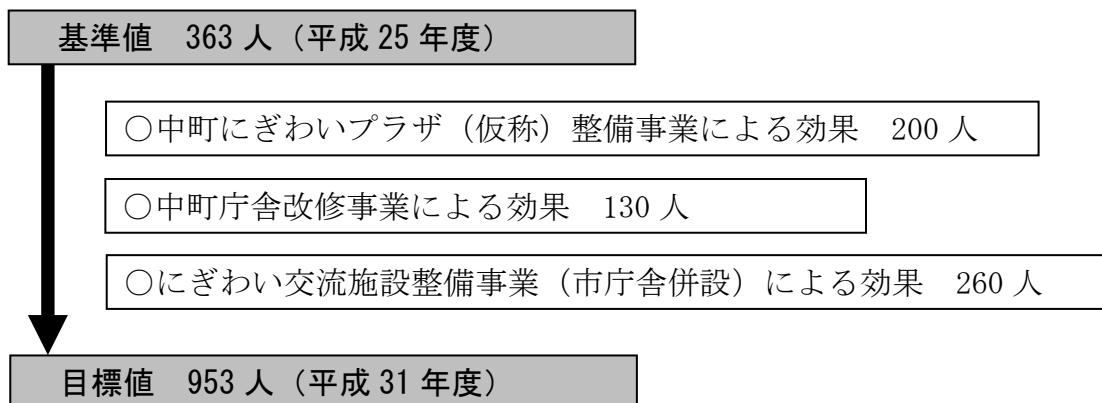 基準値　363 人（平成 25 年度）
○中町にぎわいプラザ（仮称）整備事業による効果　200 人
○中町庁舎改修事業による効果　130 人
○にぎわい交流施設整備事業（市庁舎併設）による効果　260 人
目標値　953 人（平成 31 年度）